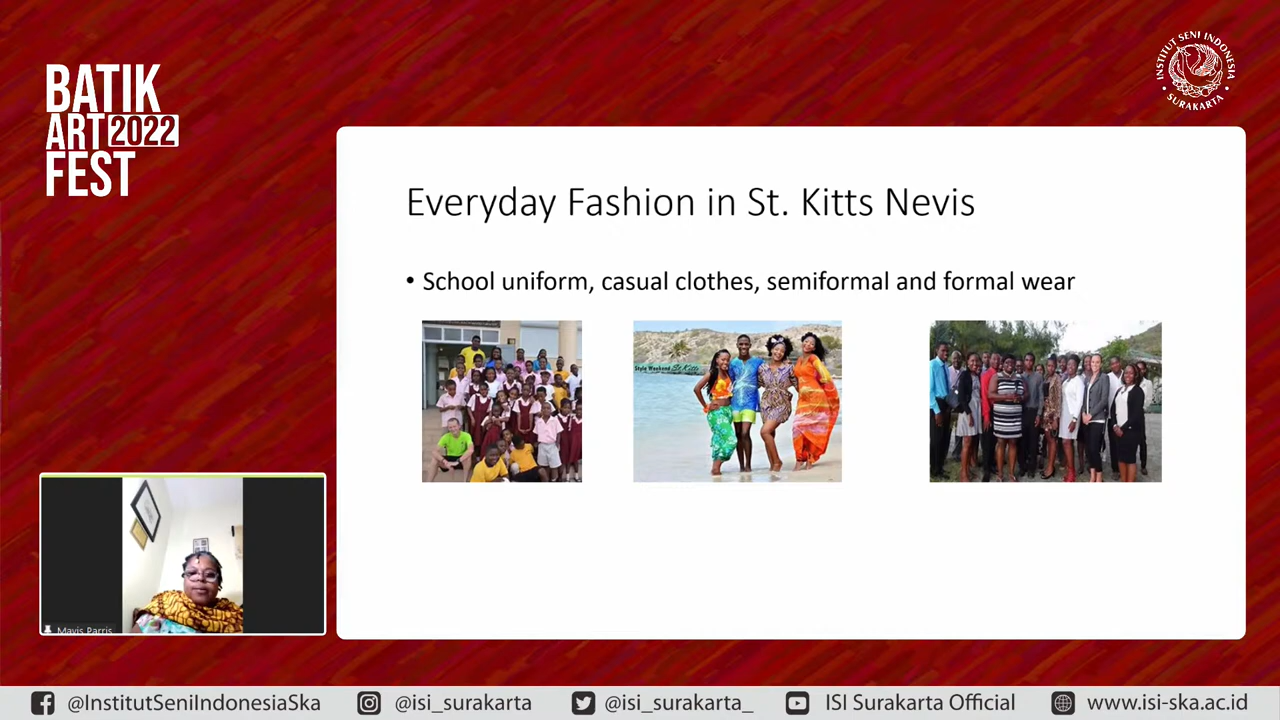 BATIK
ART 2022
FEST
INSTITUT SENI INDONESIA
SURAKARTA
Everyday Fashion in St. Kitts Nevis
• School uniform, casual clothes, semiformal and formal wear
Style Weekend St Kitts
Mavis Parris
@InstitutSeniIndonesiaSka
@isi_surakarta
@isi_surakarta_
ISI Surakarta Official
www.isi-ska.ac.id